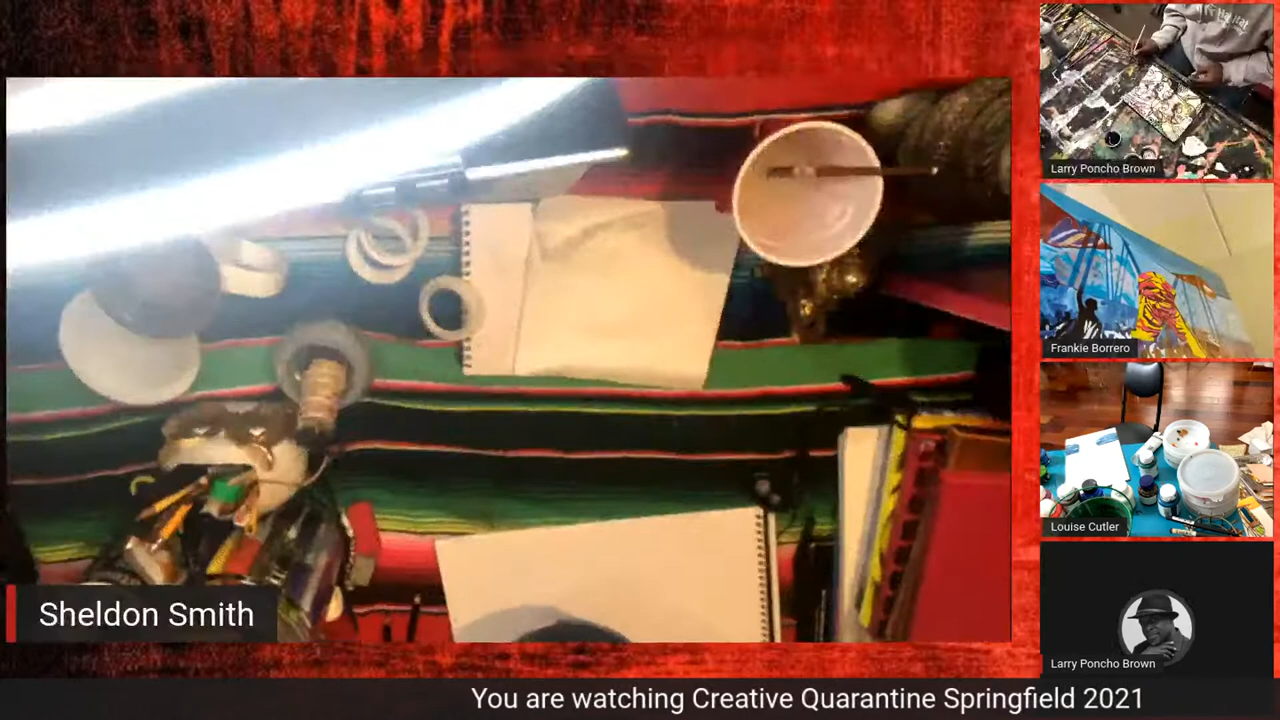 Sheldon Smith
Larry Poncho Brown
Frankie Borrero
Louise Cutler
Larry Poncho Brown
You are watching Creative Quarantine Springfield 2021